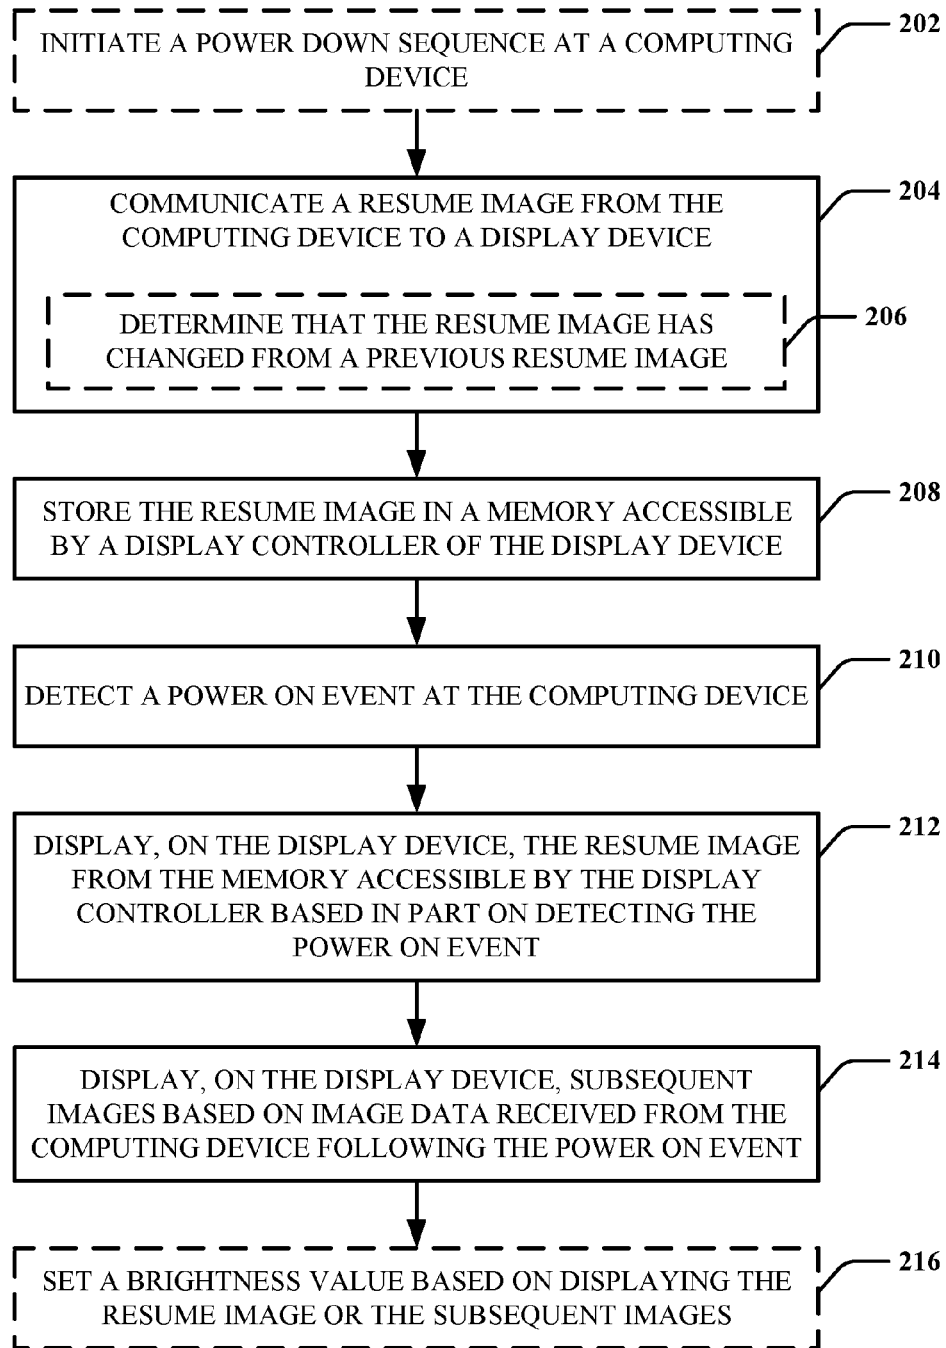 INITIATE A POWER DOWN SEQUENCE AT A COMPUTING
DEVICE
202
COMMUNICATE A RESUME IMAGE FROM THE
COMPUTING DEVICE TO A DISPLAY DEVICE
204
DETERMINE THAT THE RESUME IMAGE HAS
CHANGED FROM A PREVIOUS RESUME IMAGE
206
STORE THE RESUME IMAGE IN A MEMORY ACCESSIBLE
BY A DISPLAY CONTROLLER OF THE DISPLAY DEVICE
208
DETECT A POWER ON EVENT AT THE COMPUTING DEVICE
210
DISPLAY, ON THE DISPLAY DEVICE, THE RESUME IMAGE
FROM THE MEMORY ACCESSIBLE BY THE DISPLAY
CONTROLLER BASED IN PART ON DETECTING THE
POWER ON EVENT
212
DISPLAY, ON THE DISPLAY DEVICE, SUBSEQUENT
IMAGES BASED ON IMAGE DATA RECEIVED FROM THE
COMPUTING DEVICE FOLLOWING THE POWER ON EVENT
214
SET A BRIGHTNESS VALUE BASED ON DISPLAYING THE
RESUME IMAGE OR THE SUBSEQUENT IMAGES
216